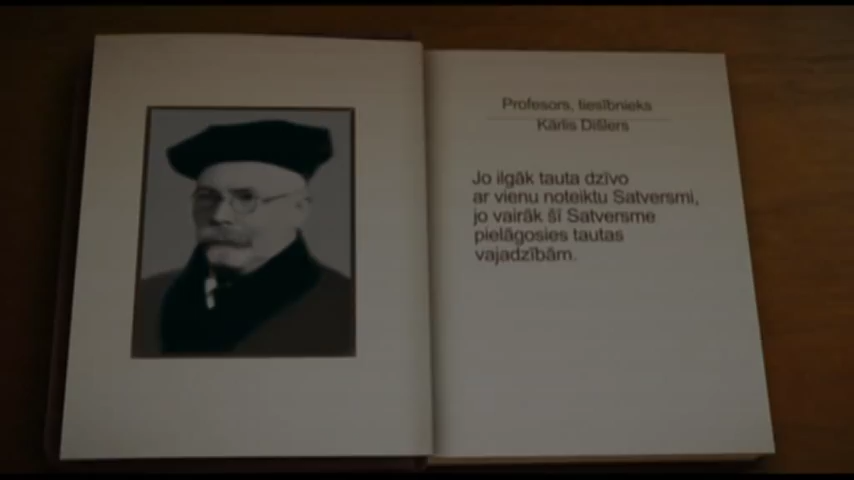 Profesors, tiesībnieks
Kārlis Dišlers
Jo ilgāk tauta dzīvo
ar vienu noteiktu Satversmi,
jo vairāk šī Satversme
pielāgosies tautas
vajadzībām.